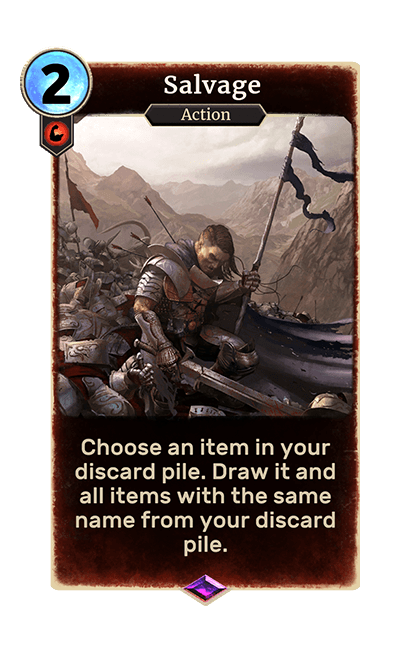 2
Salvage
Action
Choose an item in your
discard pile. Draw it and
all items with the same
name from your discard
pile.